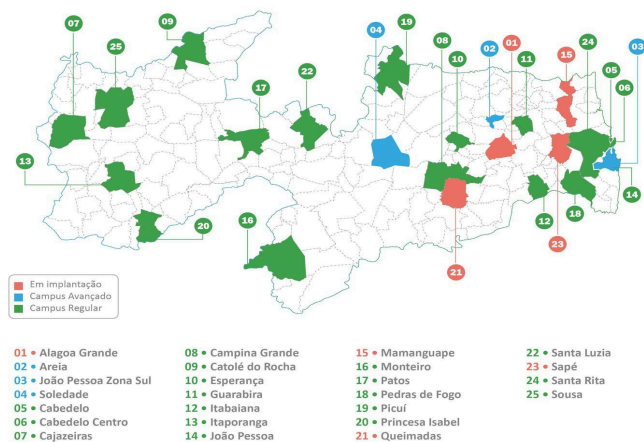 09
19
07
25
04
08
10
02
01
11
15
24
03
05
06
22
17
13
20
16
21
12
18
23
14
Em implantação
Campus Avançado
Campus Regular
01 • Alagoa Grande
02 • Areia
03 • João Pessoa Zona Sul
04 • Soledade
05 • Cabedelo
06 • Cabedelo Centro
07 • Cajazeiras
08 • Campina Grande
09 • Catolé do Rocha
10 • Esperança
11 • Guarabira
12 • Itabaiana
13 • Itaporanga
14 • João Pessoa
15 • Mamanguape
16 • Monteiro
17 • Patos
18 • Pedras de Fogo
19 • Picuí
20 • Princesa Isabel
21 • Queimadas
22 • Santa Luzia
23 • Sapé
24 • Santa Rita
25 • Sousa